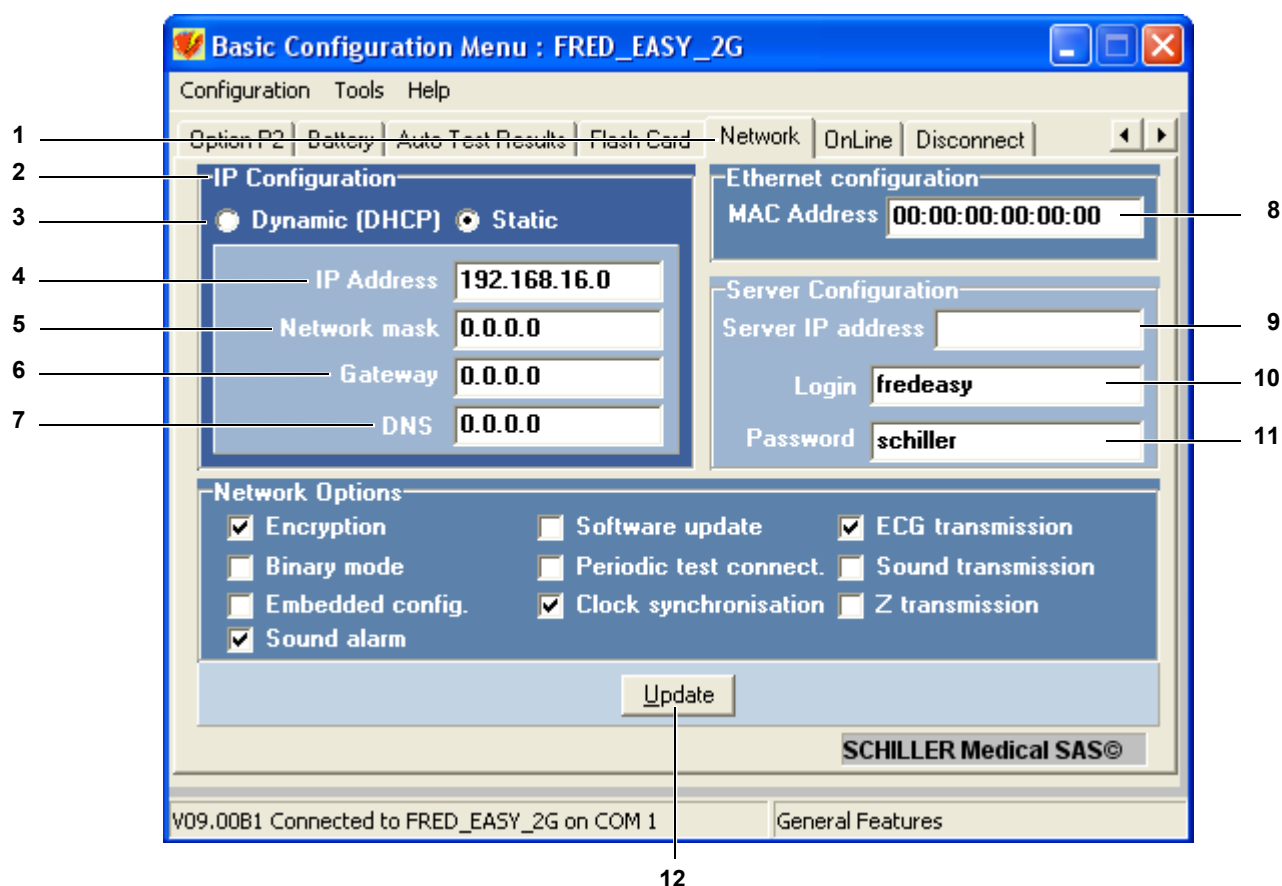 Basic Configuration Menu : FRED_EASY_2G
Configuration Tools Help
1
Option P2 Battery Auto Test Results Flash Card Network OnLine Disconnect
2
IP Configuration
Ethernet configuration
3
Dynamic (DHCP) Static
MAC Address 00:00:00:00:00:00
8
4
IP Address 192.168.16.0
Server Configuration
5
Network mask 0.0.0.0
Server IP address
9
6
Gateway 0.0.0.0
Login fredeasy
10
7
DNS 0.0.0.0
Password schiller
11
Network Options
Encryption Software update ECG transmission
Binary mode Periodic test connect. Sound transmission
Embedded config. Clock synchronisation Z transmission
Sound alarm
Update
SCHILLER Medical SAS©
V09.00B1 Connected to FRED_EASY_2G on COM 1 General Features
12